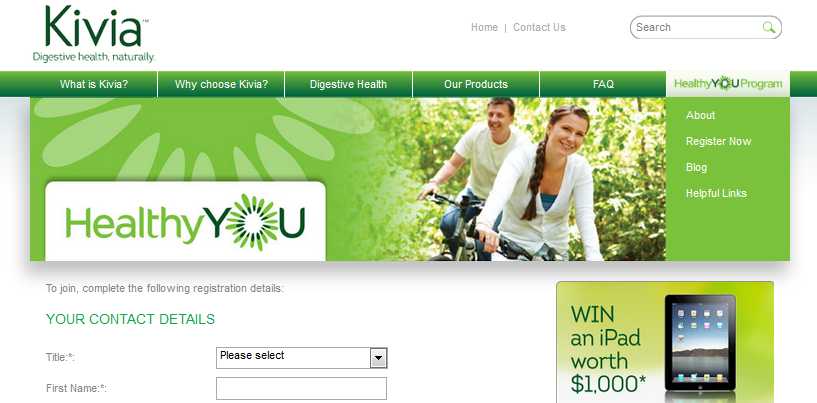 Kivia™
Digestive health, naturally.
Home | Contact Us
Search
What is Kivia?
Why choose Kivia?
Digestive Health
Our Products
FAQ
HealthyYOU Program
About
Register Now
Blog
Helpful Links
HealthyYOU
To join, complete the following registration details:
YOUR CONTACT DETAILS
Title:*:
Please select
First Name:*:
WIN
an iPad
worth
$1,000*